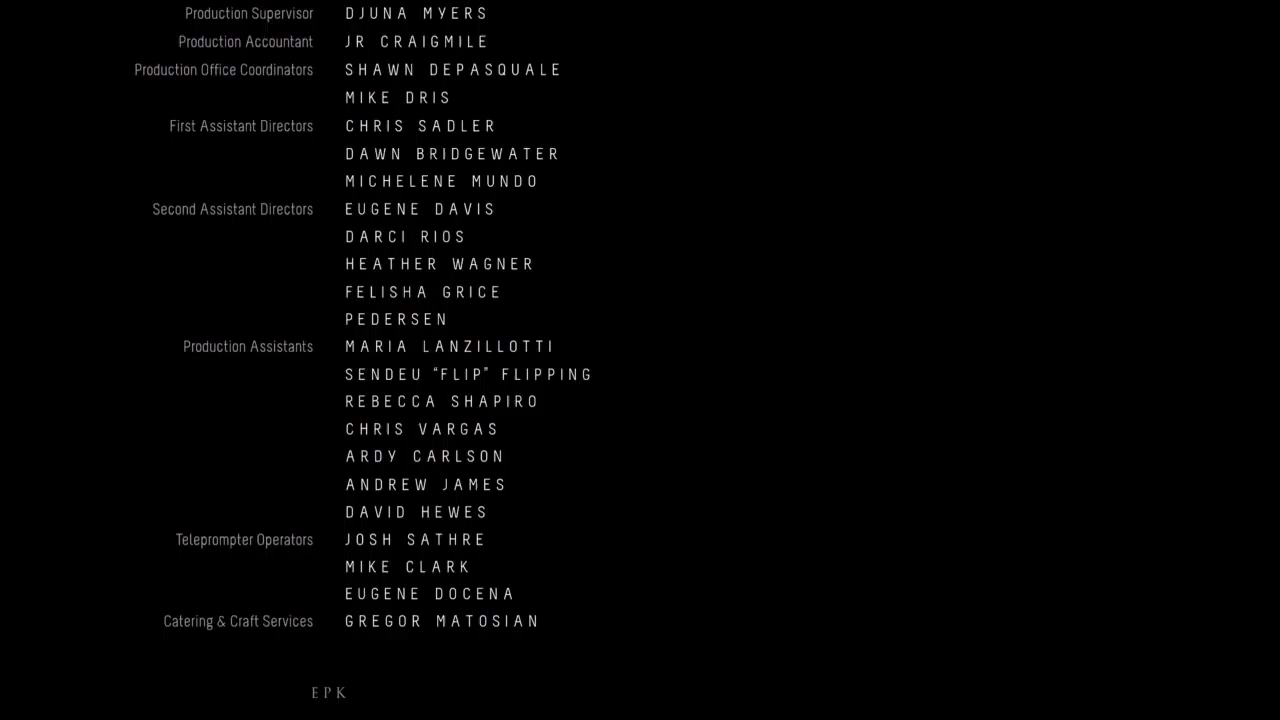 Production Supervisor DJUNA MYERS
Production Accountant JR CRAIGMILE
Production Office Coordinators SHAWN DEPASQUALE
MIKE DRIS
First Assistant Directors CHRIS SADLER
DAWN BRIDGEWATER
MICHELENE MUNDO
Second Assistant Directors EUGENE DAVIS
DARCI RIOS
HEATHER WAGNER
FELISHA GRICE
PEDERSEN
Production Assistants MARIA LANZILLOTTI
SENDEU “FLIP” FLIPPING
REBECCA SHAPIRO
CHRIS VARGAS
ARDY CARLSON
ANDREW JAMES
DAVID HEWES
Teleprompter Operators JOSH SATHRE
MIKE CLARK
EUGENE DOCENA
Catering & Craft Services GREGOR MATOSIAN
EPK